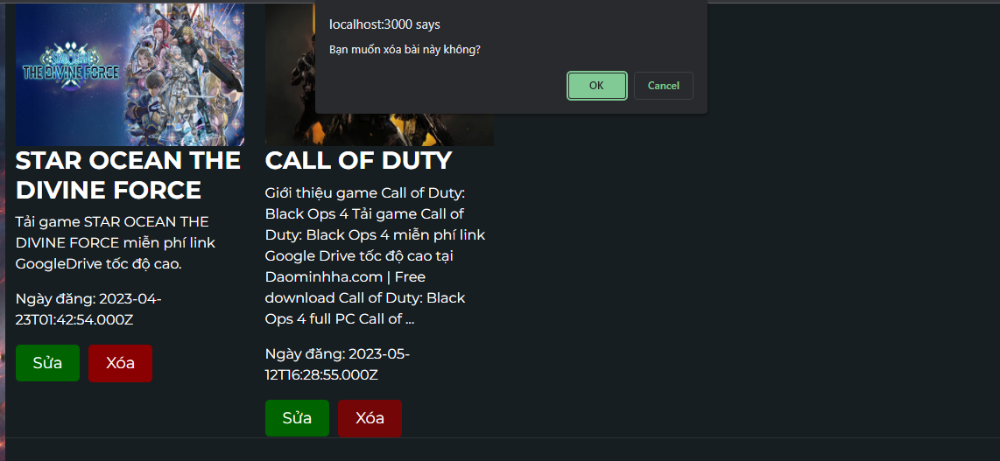 localhost:3000 says
Bạn muốn xóa bài này không?
OK
Cancel
STAR OCEAN
THE DIVINE FORCE
STAR OCEAN THE
DIVINE FORCE
Tải game STAR OCEAN THE
DIVINE FORCE miễn phí link
GoogleDrive tốc độ cao.
Ngày đăng: 2023-04-
23T01:42:54.000Z
Sửa
Xóa
CALL OF DUTY
Giới thiệu game Call of Duty:
Black Ops 4 Tải game Call of
Duty: Black Ops 4 miễn phí link
Google Drive tốc độ cao tại
Daominhha.com | Free
download Call of Duty: Black
Ops 4 full PC Call of ...
Ngày đăng: 2023-05-
12T16:28:55.000Z
Sửa
Xóa